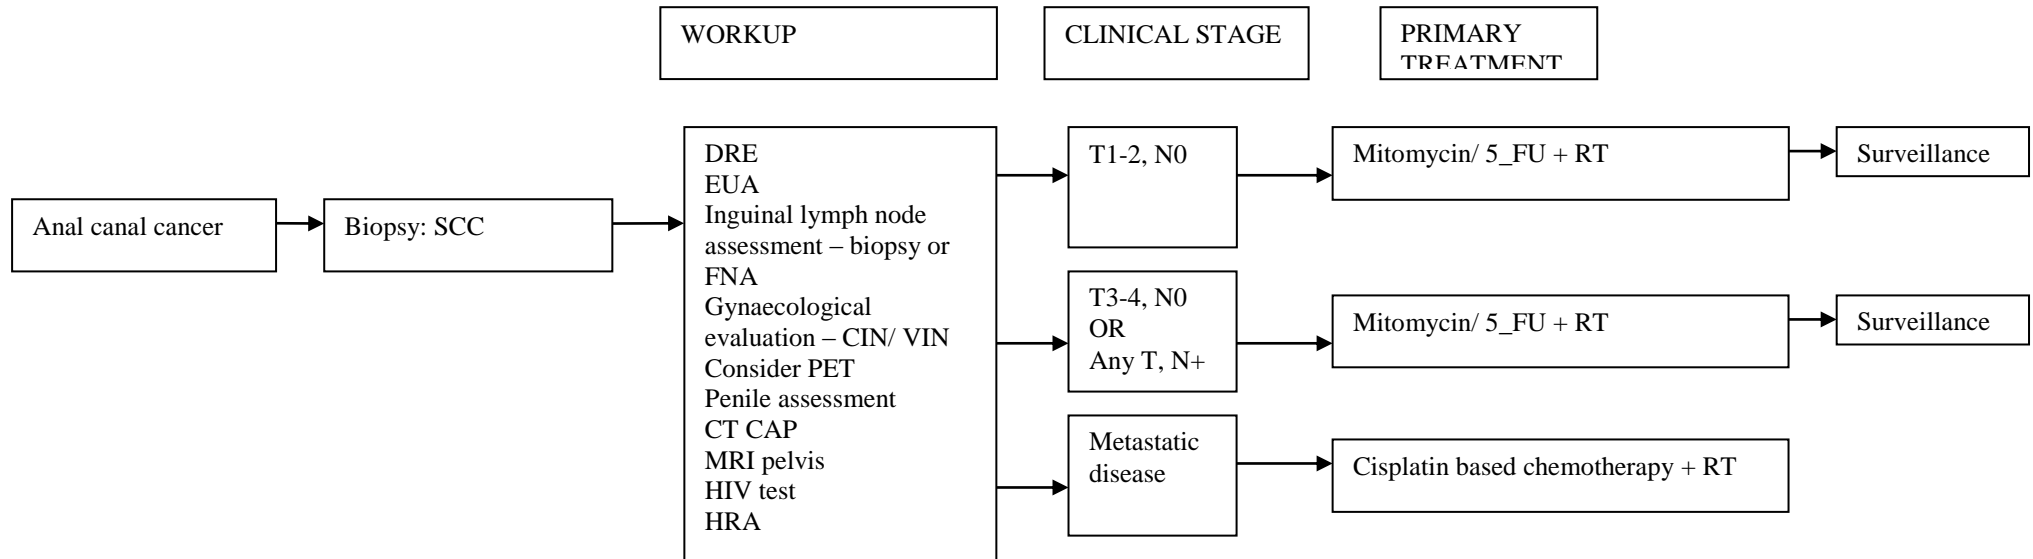 WORKUP
CLINICAL STAGE
PRIMARY
TREATMENT
Anal canal cancer
Biopsy: SCC
DRE
EUA
Inguinal lymph node
assessment – biopsy or
FNA
Gynaecological
evaluation – CIN/ VIN
Consider PET
Penile assessment
CT CAP
MRI pelvis
HIV test
HRA
T1-2, N0
Mitomycin/ 5_FU + RT
Surveillance
T3-4, N0
OR
Any T, N+
Mitomycin/ 5_FU + RT
Surveillance
Metastatic
disease
Cisplatin based chemotherapy + RT